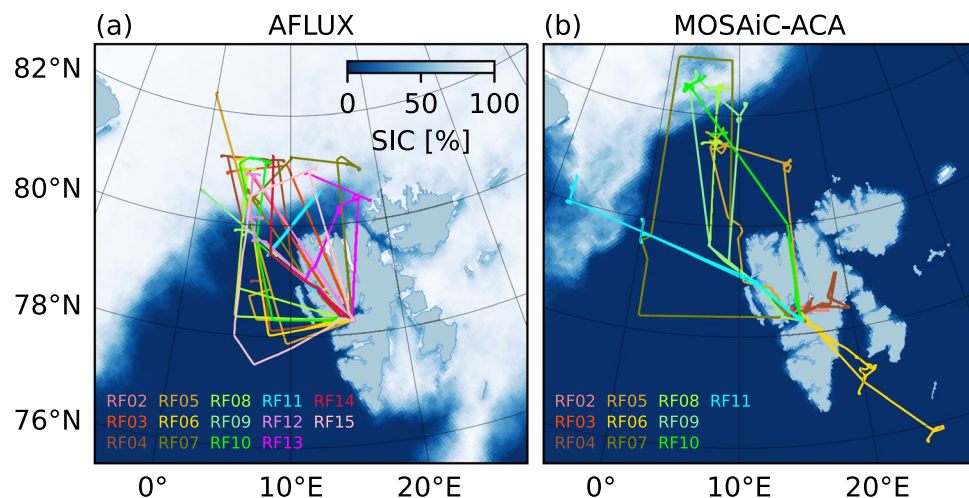 (a) AFLUX
(b) MOSAiC-ACA
82°N
80°N
78°N
76°N
0 50 100
SIC [%]
RF02 RF05 RF08 RF11 RF14
RF03 RF06 RF09 RF12 RF15
RF04 RF07 RF10 RF13
RF02 RF05 RF08 RF11
RF03 RF06 RF09
RF04 RF07 RF10
0° 10°E 20°E
0° 10°E 20°E